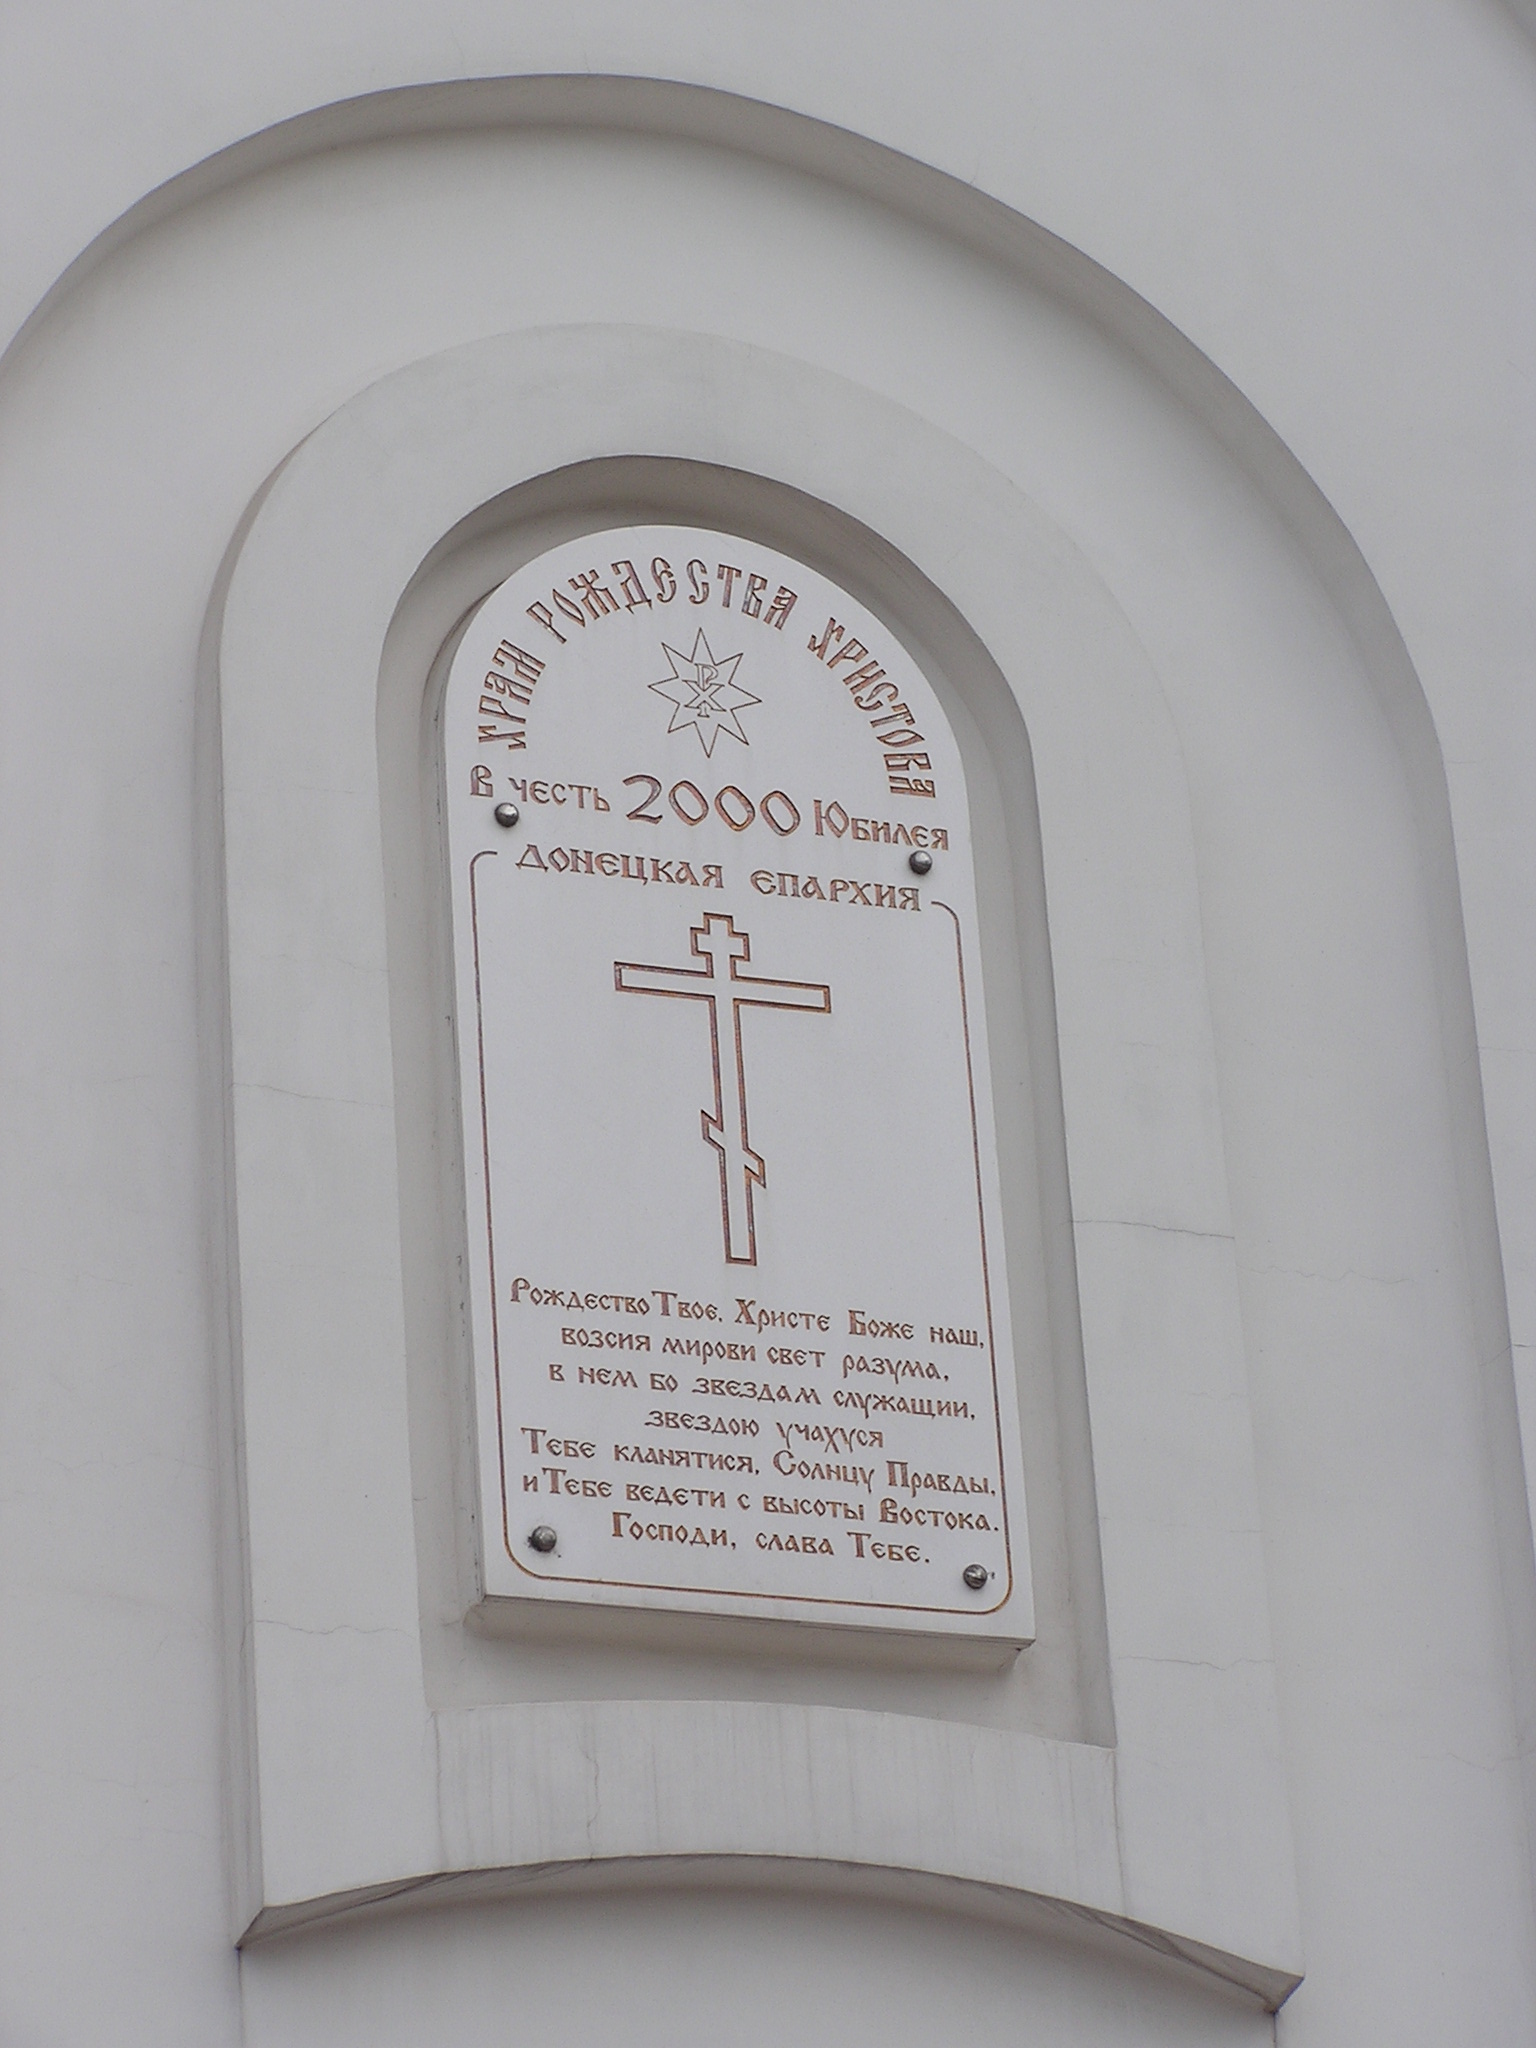 ХРАМ РОЖДЕСТВА ХРИСТОВА
В ЧЕСТЬ 2000 ЮБИЛЕЯ
ДОНЕЦКАЯ ЕПАРХИЯ
Рождество Твое, Христе Боже наш,
возсия мирови свет разума,
в нем бо звездам служащии,
звездою учахуся
Тебе кланятися, Солнцу Правды,
и Тебе ведети с высоты Востока.
Господи, слава Тебе.